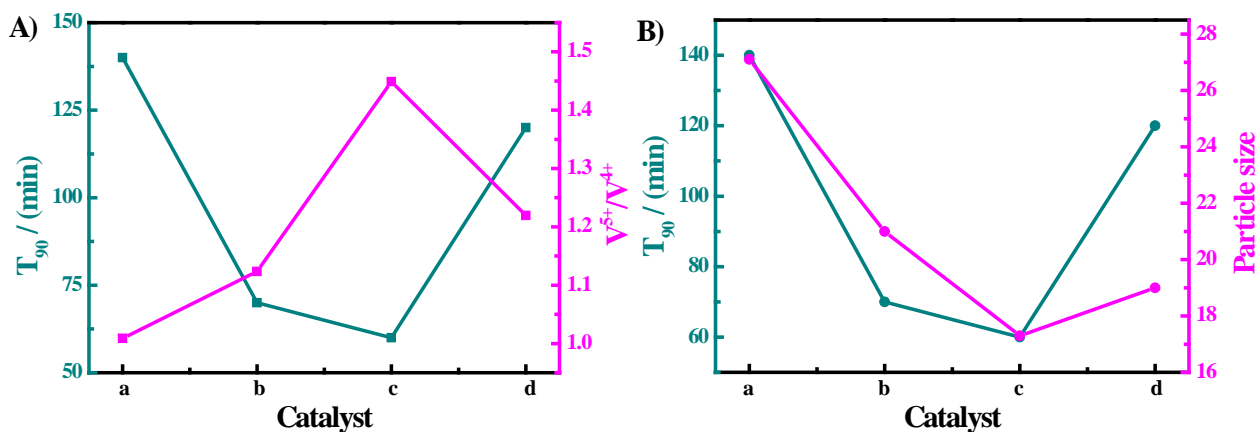 A)
T90 / (min)
150
125
100
75
50
a
b
c
d
Catalyst
1.5
1.4
1.3
1.2
1.1
1.0
V5+/V4+
B)
T90 / (min)
140
120
100
80
60
a
b
c
d
Catalyst
28
26
24
22
20
18
16
Particle size